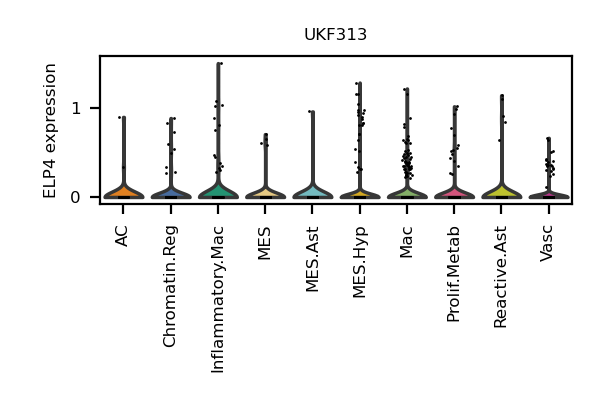 UKF313
ELP4 expression
1
0
AC
Chromatin.Reg
Inflammatory.Mac
MES
MES.Ast
MES.Hyp
Mac
Prolif.Metab
Reactive.Ast
Vasc